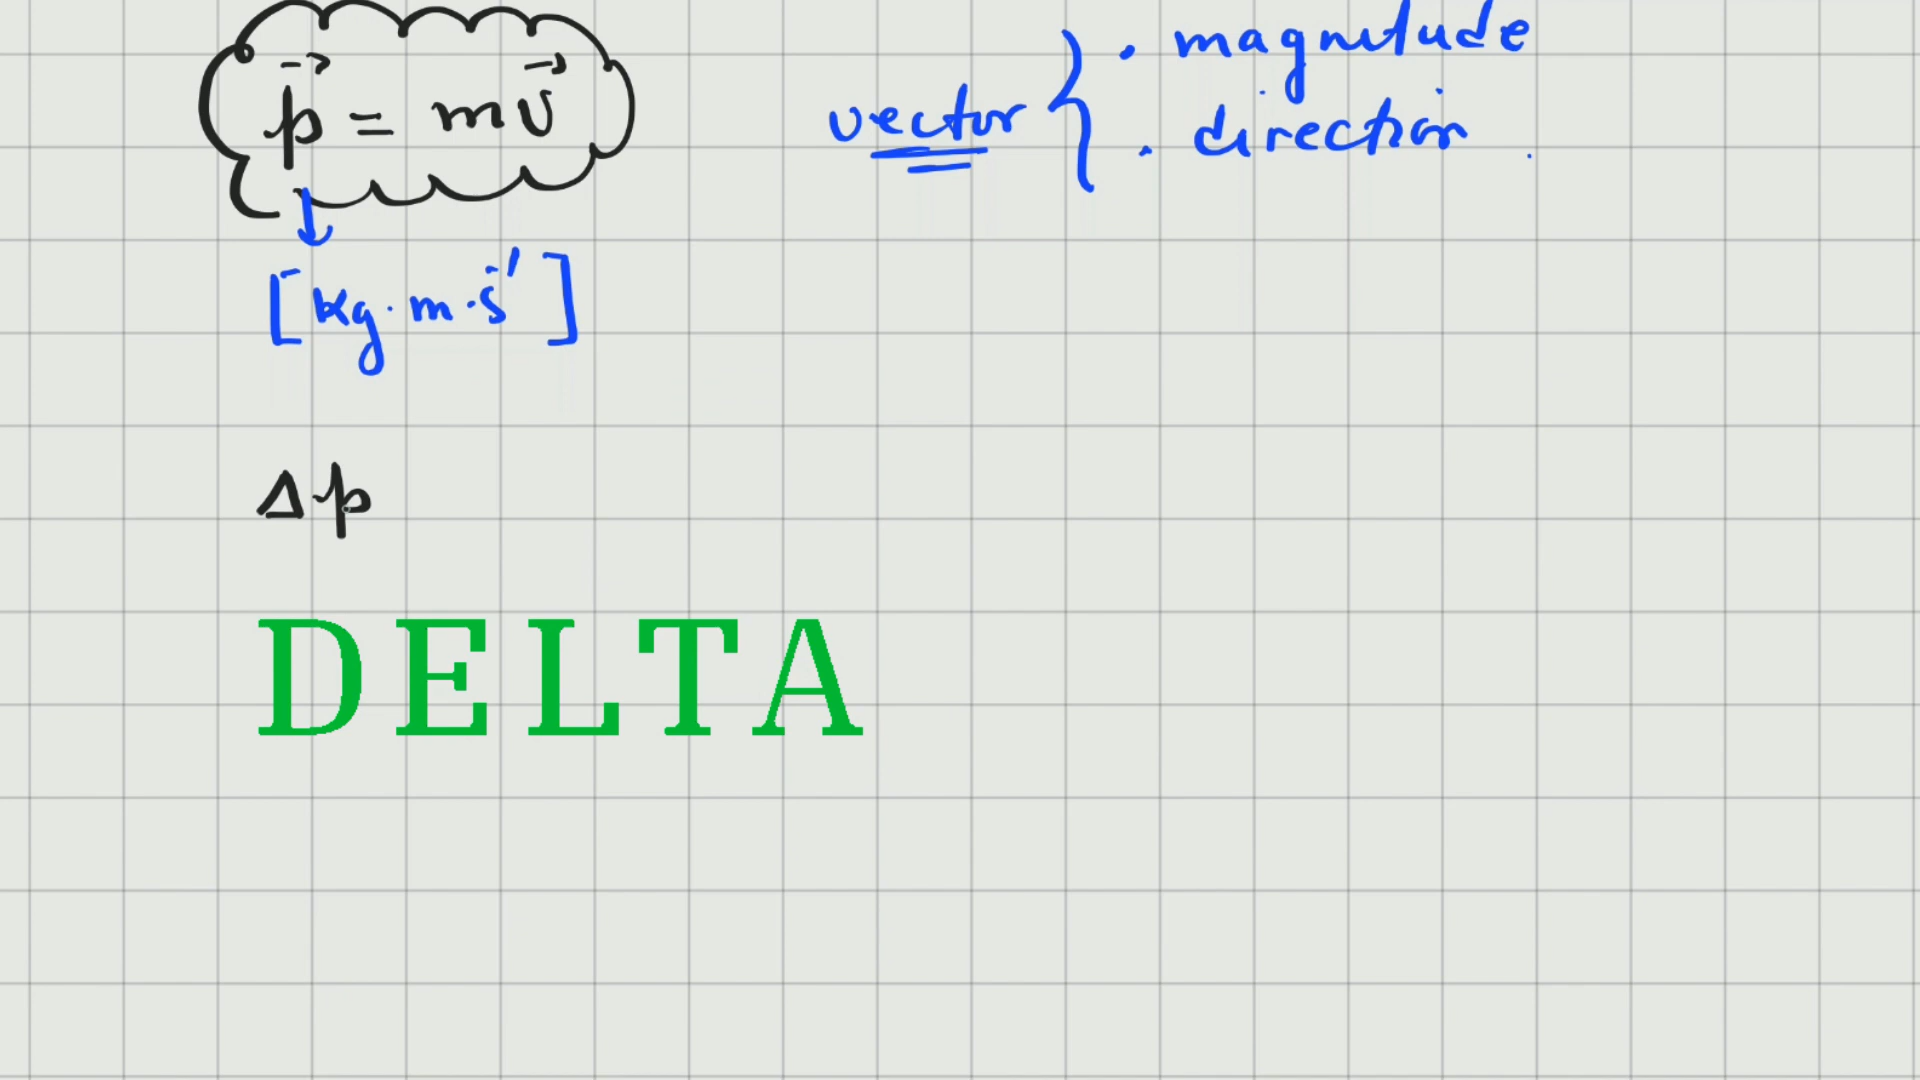 p⃗ = mv⃗
vector { · magnitude
· direction
[kg·m·s⁻¹]
Δp
DELTA